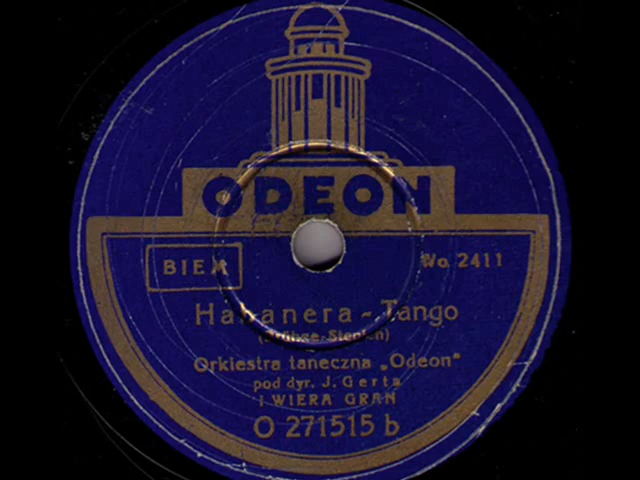 ODEON
BIEM
Wo 2411
Habanera - Tango
Orkiestra taneczna „Odeon"
pod dyr. J. Gerta
I WIERA GRAN
O 271515 b